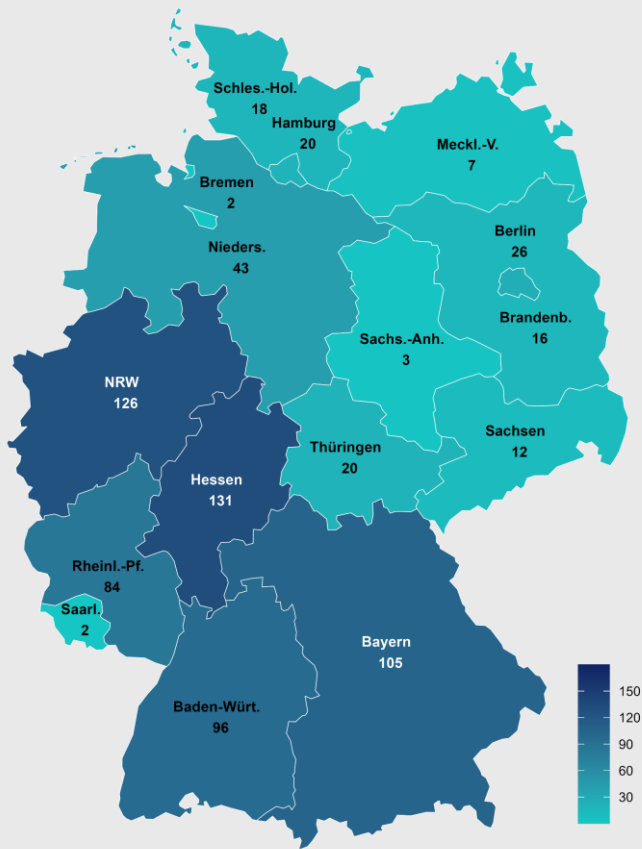 Schles.-Hol.
18
Hamburg
20
Meckl.-V.
7
Bremen
2
Nieders.
43
Berlin
26
Brandenb.
16
Sachs.-Anh.
3
NRW
126
Hessen
131
Thüringen
20
Sachsen
12
Rheinl.-Pf.
84
Saarl.
2
Bayern
105
Baden-Würt.
96
150
120
90
60
30